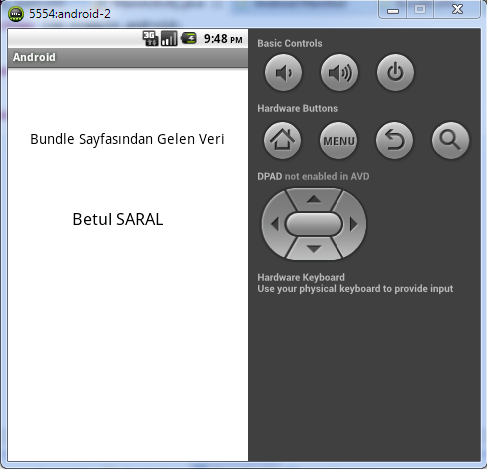 5554:android-2
3G 9:48 PM
Android
Bundle Sayfasından Gelen Veri
Betul SARAL
Basic Controls
Hardware Buttons
MENU
DPAD not enabled in AVD
Hardware Keyboard
Use your physical keyboard to provide input